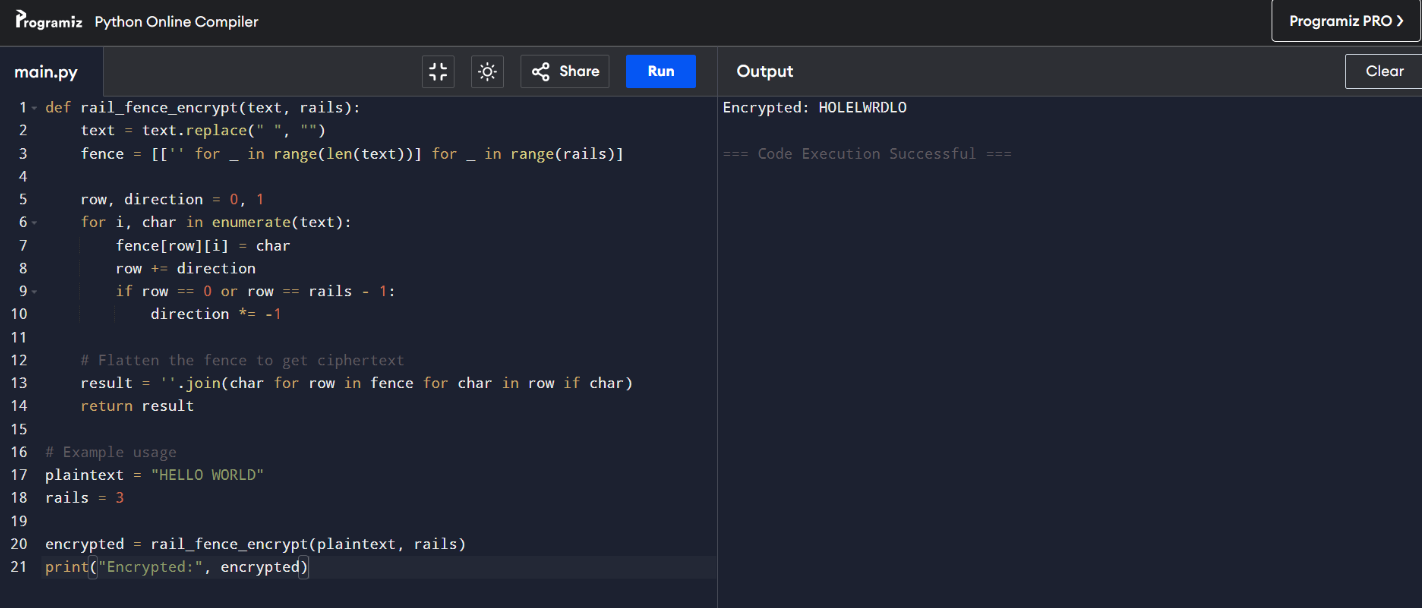 Programiz Python Online Compiler
Programiz PRO >
main.py
Share
Run
Output
Clear
1 def rail_fence_encrypt(text, rails):
2     text = text.replace(" ", "")
3     fence = [['' for _ in range(len(text))] for _ in range(rails)]
4
5     row, direction = 0, 1
6     for i, char in enumerate(text):
7         fence[row][i] = char
8         row += direction
9         if row == 0 or row == rails - 1:
10             direction *= -1
11
12     # Flatten the fence to get ciphertext
13     result = ''.join(char for row in fence for char in row if char)
14     return result
15
16 # Example usage
17 plaintext = "HELLO WORLD"
18 rails = 3
19
20 encrypted = rail_fence_encrypt(plaintext, rails)
21 print("Encrypted:", encrypted)
Encrypted: HOLELWRDLO
=== Code Execution Successful ===